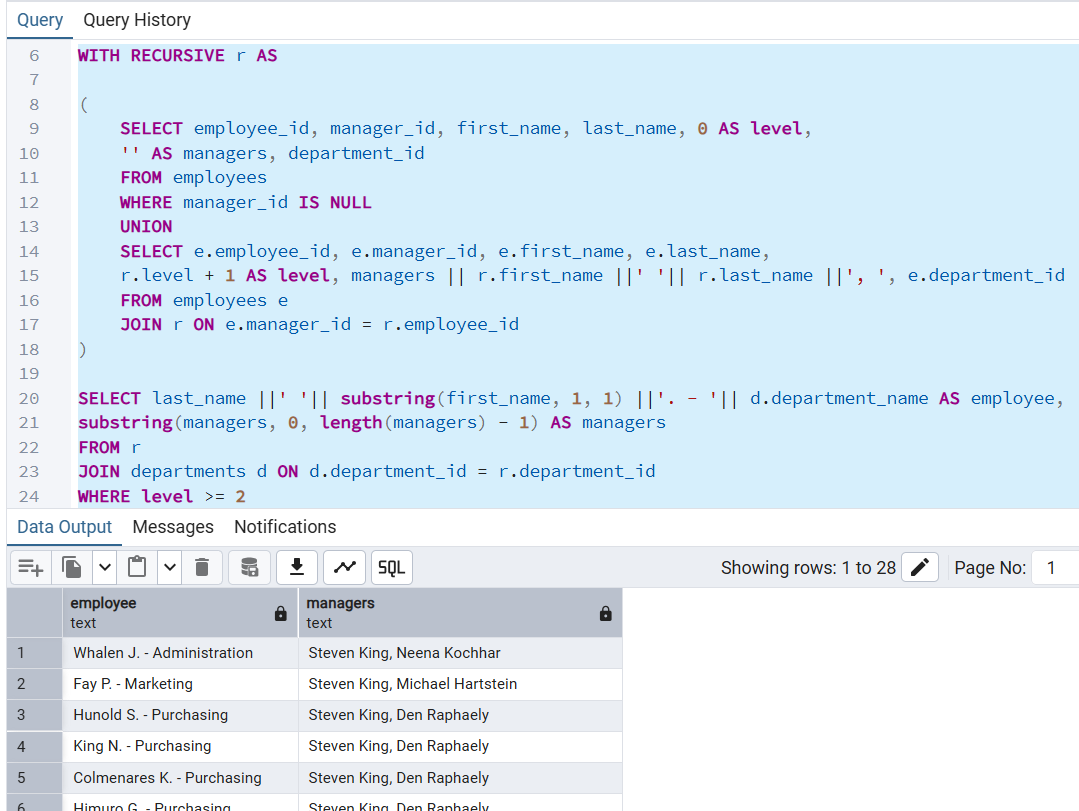 Query Query History
6 WITH RECURSIVE r AS
7
8 (
9 SELECT employee_id, manager_id, first_name, last_name, 0 AS level,
10 '' AS managers, department_id
11 FROM employees
12 WHERE manager_id IS NULL
13 UNION
14 SELECT e.employee_id, e.manager_id, e.first_name, e.last_name,
15 r.level + 1 AS level, managers || r.first_name ||' '|| r.last_name ||', ', e.department_id
16 FROM employees e
17 JOIN r ON e.manager_id = r.employee_id
18 )
19
20 SELECT last_name ||' '|| substring(first_name, 1, 1) ||'. - '|| d.department_name AS employee,
21 substring(managers, 0, length(managers) - 1) AS managers
22 FROM r
23 JOIN departments d ON d.department_id = r.department_id
24 WHERE level >= 2
Data Output Messages Notifications
SQL Showing rows: 1 to 28 Page No: 1
employee managers
text text
1 Whalen J. - Administration Steven King, Neena Kochhar
2 Fay P. - Marketing Steven King, Michael Hartstein
3 Hunold S. - Purchasing Steven King, Den Raphaely
4 King N. - Purchasing Steven King, Den Raphaely
5 Colmenares K. - Purchasing Steven King, Den Raphaely
6 Himuro G. - Purchasing Steven King, Den Raphaely